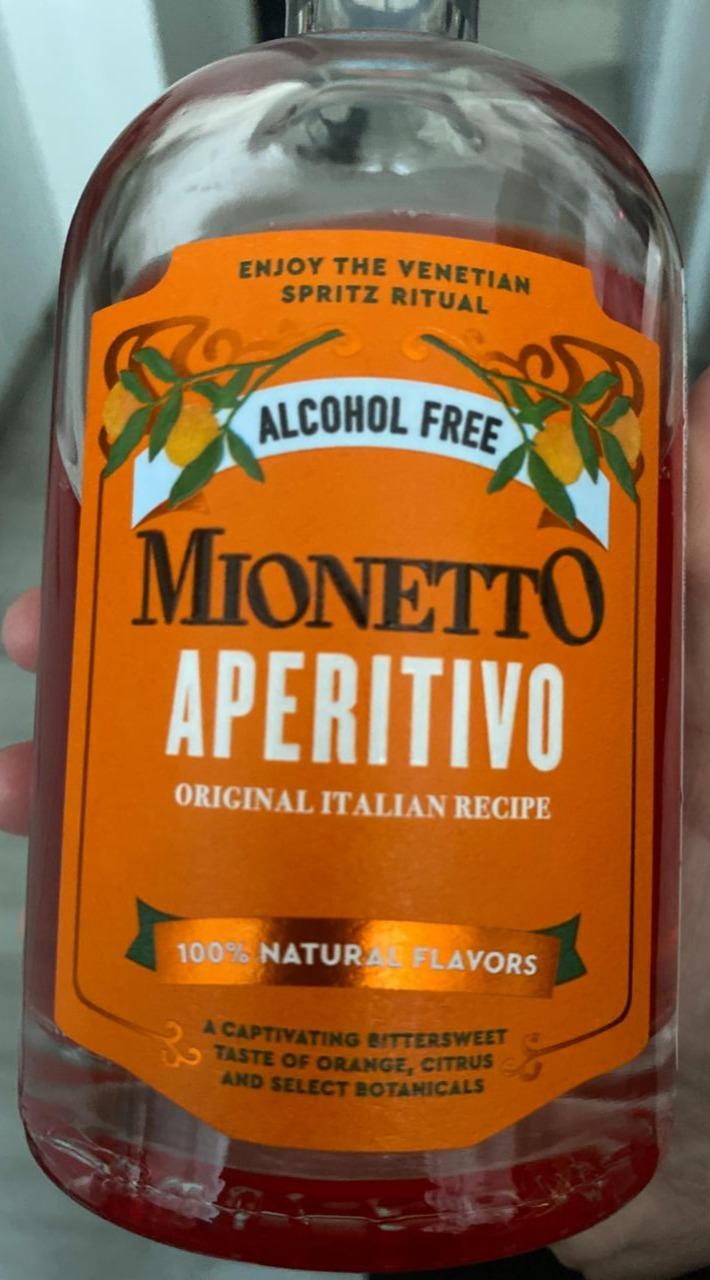 ENJOY THE VENETIAN
SPRITZ RITUAL
ALCOHOL FREE
MIONETTO
APERITIVO
ORIGINAL ITALIAN RECIPE
100% NATURAL FLAVORS
A CAPTIVATING BITTERSWEET
TASTE OF ORANGE, CITRUS
AND SELECT BOTANICALS